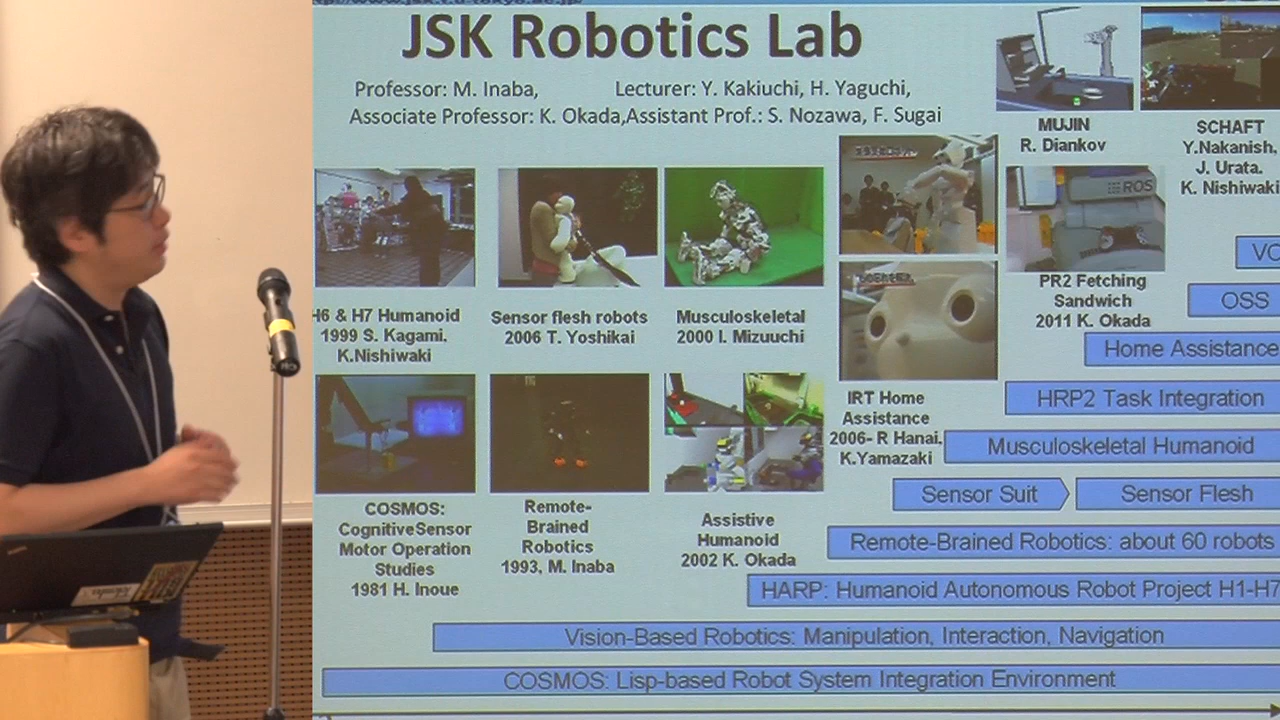 JSK Robotics Lab
Professor: M. Inaba,
Lecturer: Y. Kakiuchi, H. Yaguchi,
Associate Professor: K. Okada,Assistant Prof.: S. Nozawa, F. Sugai
MUJIN
R. Diankov
SCHAFT
Y.Nakanish,
J. Urata.
K. Nishiwaki
ROS
H6 & H7 Humanoid
1999 S. Kagami.
K.Nishiwaki
Sensor flesh robots
2006 T. Yoshikai
Musculoskeletal
2000 I. Mizuuchi
PR2 Fetching
Sandwich
2011 K. Okada
IRT Home
Assistance
2006- R Hanai.
K.Yamazaki
COSMOS:
CognitiveSensor
Motor Operation
Studies
1981 H. Inoue
Remote-
Brained
Robotics
1993, M. Inaba
Assistive
Humanoid
2002 K. Okada
VC
OSS
Home Assistance
HRP2 Task Integration
Musculoskeletal Humanoid
Sensor Suit
Sensor Flesh
Remote-Brained Robotics: about 60 robots
HARP: Humanoid Autonomous Robot Project H1-H7
Vision-Based Robotics: Manipulation, Interaction, Navigation
COSMOS: Lisp-based Robot System Integration Environment